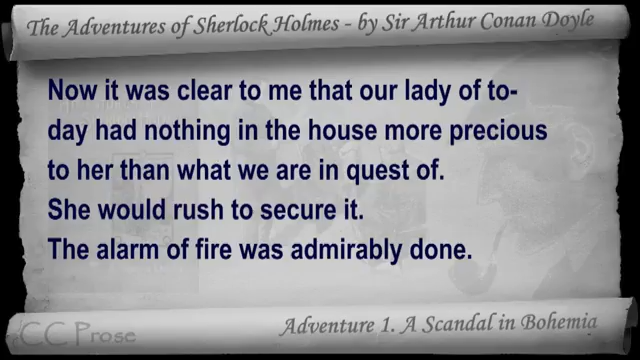 The Adventures of Sherlock Holmes - by Sir Arthur Conan Doyle
Now it was clear to me that our lady of to-
day had nothing in the house more precious
to her than what we are in quest of.
She would rush to secure it.
The alarm of fire was admirably done.
CC Prose
Adventure 1. A Scandal in Bohemia